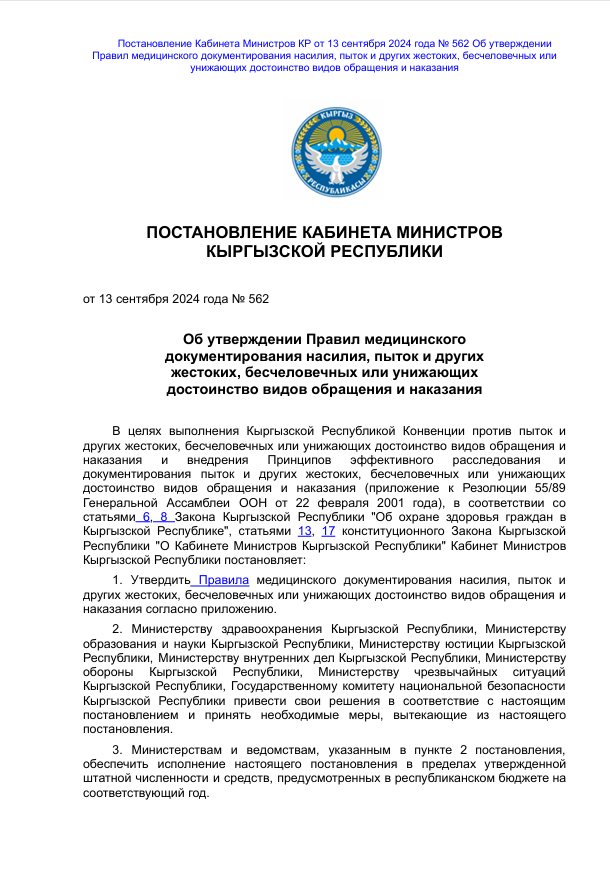 Постановление Кабинета Министров КР от 13 сентября 2024 года № 562 Об утверждении
Правил медицинского документирования насилия, пыток и других жестоких, бесчеловечных или
унижающих достоинство видов обращения и наказания
КЫРГЫЗ
РЕСПУБЛИКАСЫ
ПОСТАНОВЛЕНИЕ КАБИНЕТА МИНИСТРОВ
КЫРГЫЗСКОЙ РЕСПУБЛИКИ
от 13 сентября 2024 года № 562
Об утверждении Правил медицинского
документирования насилия, пыток и других
жестоких, бесчеловечных или унижающих
достоинство видов обращения и наказания
В целях выполнения Кыргызской Республикой Конвенции против пыток и
других жестоких, бесчеловечных или унижающих достоинство видов обращения и
наказания и внедрения Принципов эффективного расследования и
документирования пыток и других жестоких, бесчеловечных или унижающих
достоинство видов обращения и наказания (приложение к Резолюции 55/89
Генеральной Ассамблеи ООН от 22 февраля 2001 года), в соответствии со
статьями 6, 8 Закона Кыргызской Республики "Об охране здоровья граждан в
Кыргызской Республике", статьями 13, 17 конституционного Закона Кыргызской
Республики "О Кабинете Министров Кыргызской Республики" Кабинет Министров
Кыргызской Республики постановляет:
1. Утвердить Правила медицинского документирования насилия, пыток и
других жестоких, бесчеловечных или унижающих достоинство видов обращения и
наказания согласно приложению.
2. Министерству здравоохранения Кыргызской Республики, Министерству
образования и науки Кыргызской Республики, Министерству юстиции Кыргызской
Республики, Министерству внутренних дел Кыргызской Республики, Министерству
обороны Кыргызской Республики, Министерству чрезвычайных ситуаций
Кыргызской Республики, Государственному комитету национальной безопасности
Кыргызской Республики привести свои решения в соответствие с настоящим
постановлением и принять необходимые меры, вытекающие из настоящего
постановления.
3. Министерствам и ведомствам, указанным в пункте 2 постановления,
обеспечить исполнение настоящего постановления в пределах утвержденной
штатной численности и средств, предусмотренных в республиканском бюджете на
соответствующий год.